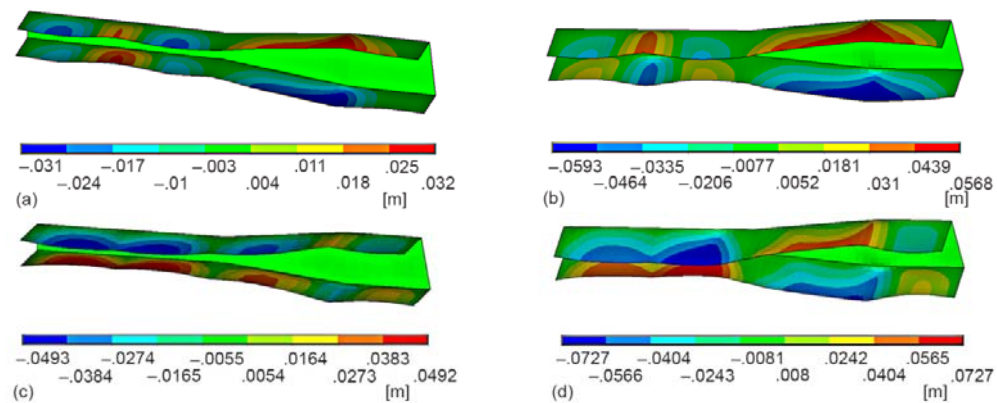 −.031 −.017 −.003 .011 .025
−.024 −.01 .004 .018 .032
(a) [m]
−.0593 −.0335 −.0077 .0181 .0439
−.0464 −.0206 .0052 .031 .0568
(b) [m]
−.0493 −.0274 −.0055 .0164 .0383
−.0384 −.0165 .0054 .0273 .0492
(c) [m]
−.0727 −.0404 −.0081 .0242 .0565
−.0566 −.0243 .008 .0404 .0727
(d) [m]